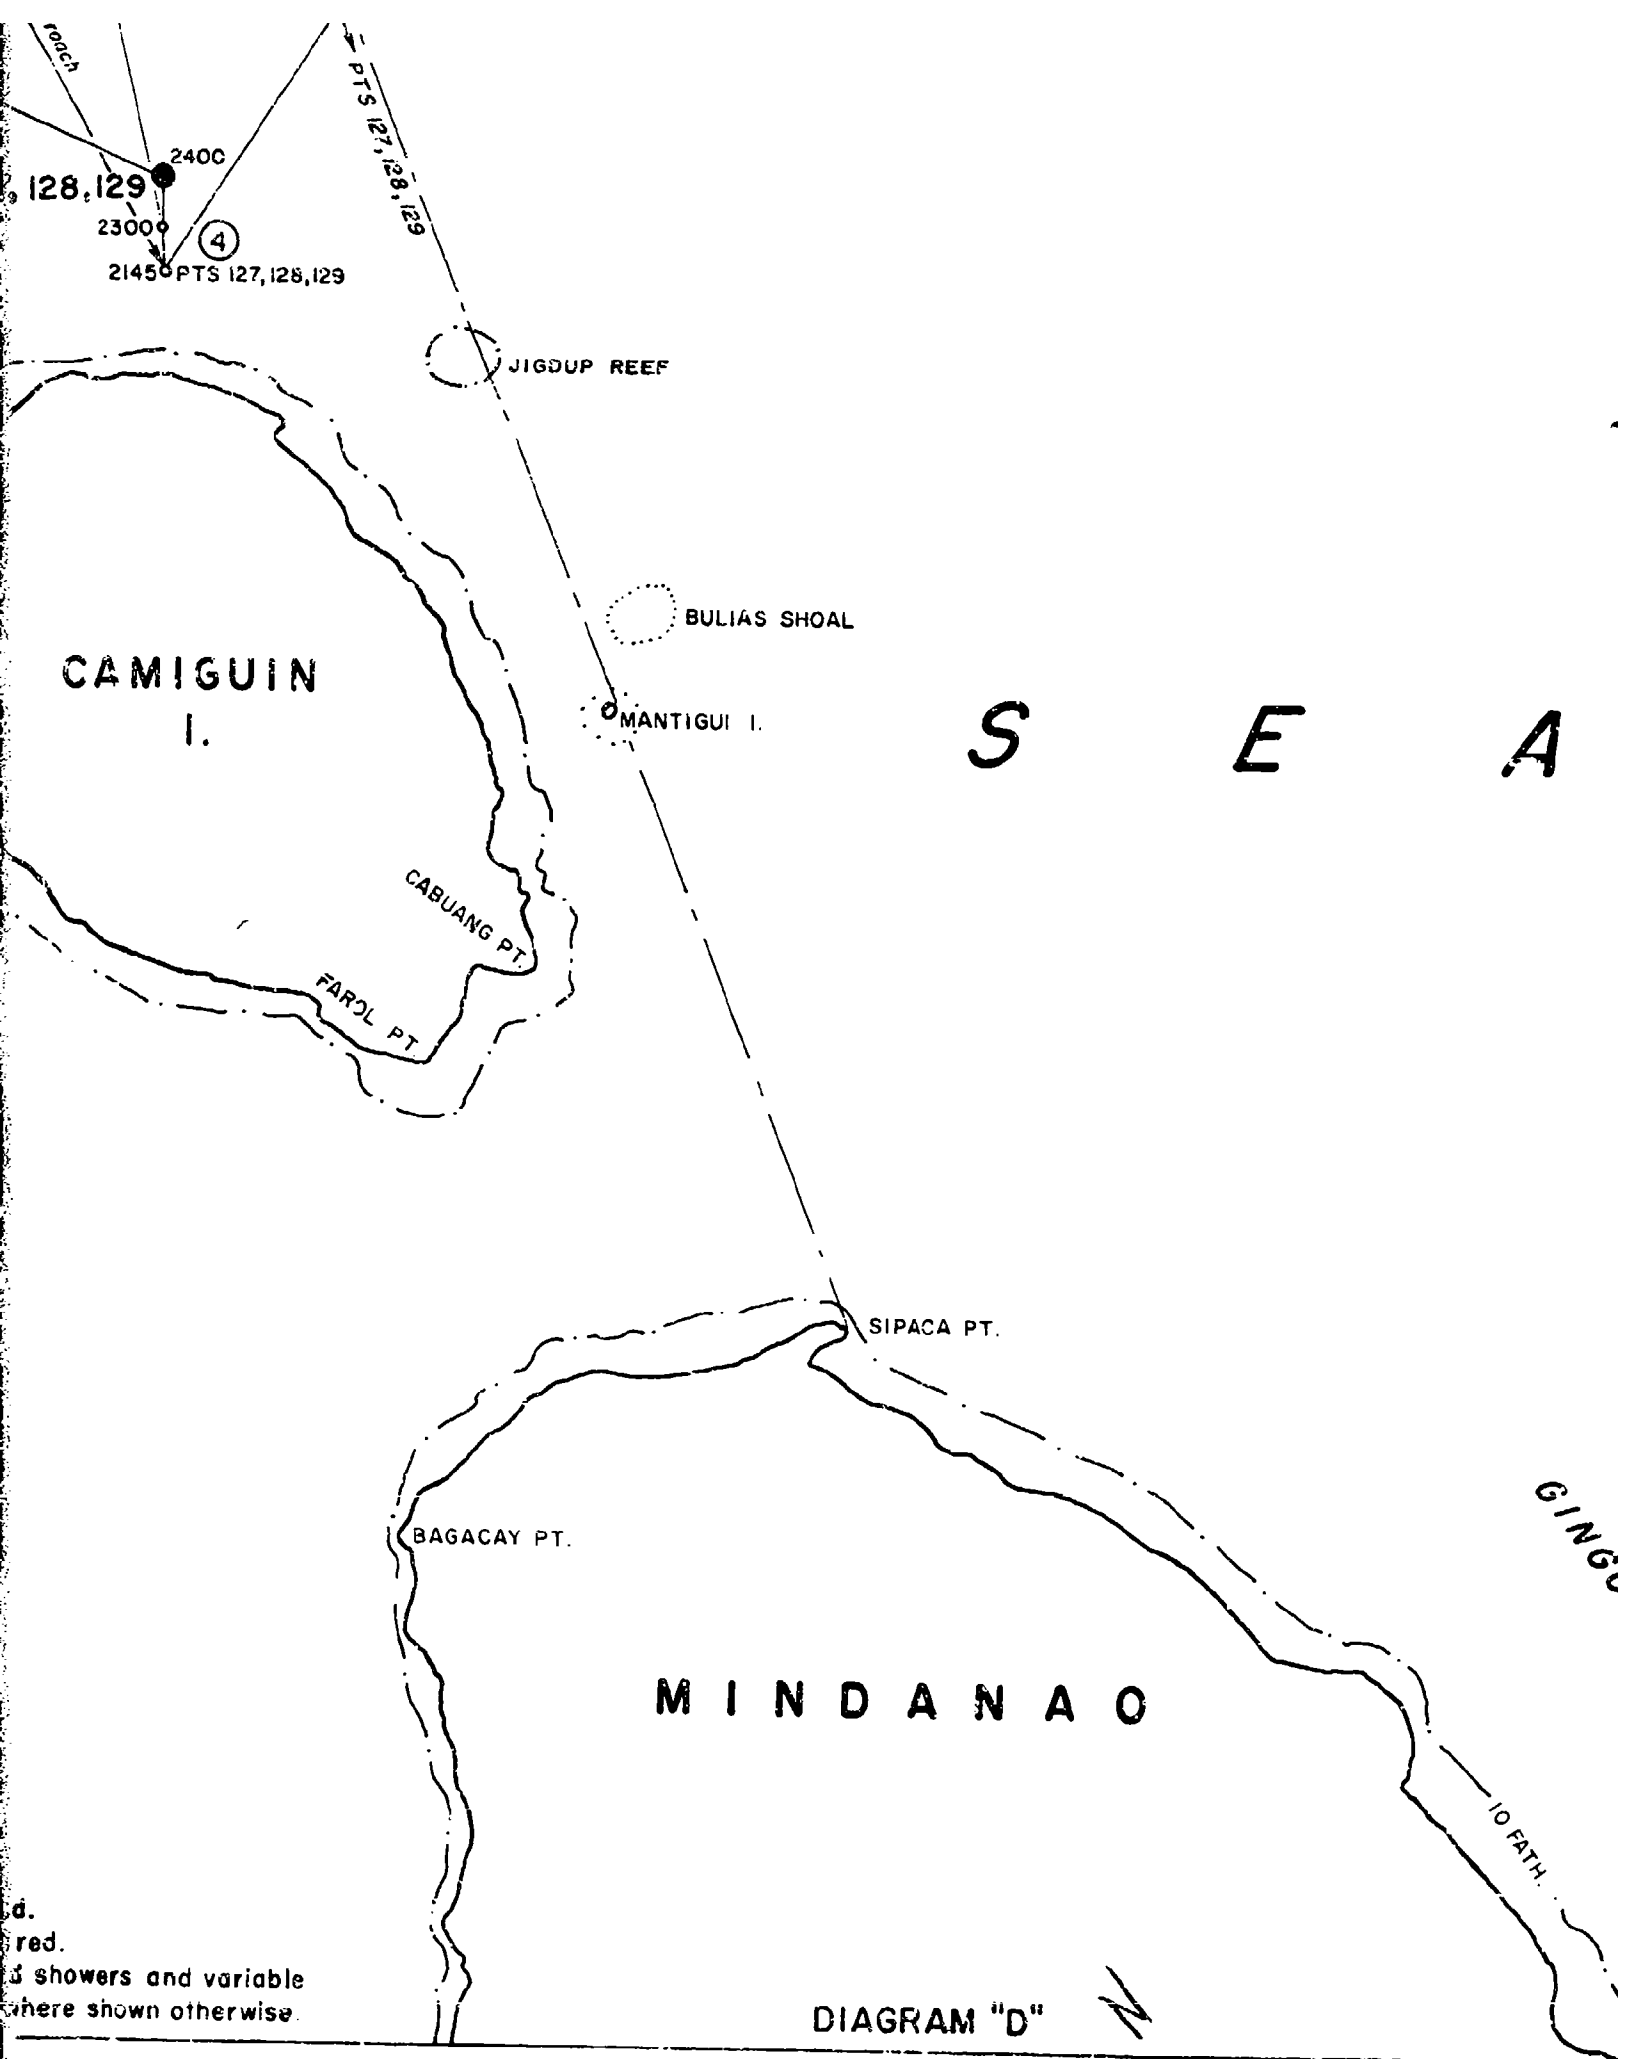 roach
PTS 127, 128, 129
2400
, 128, 129
2300
4
2145 PTS 127, 128, 129
JIGDUP REEF
BULIAS SHOAL
CAMIGUIN
I.
MANTIGUI I.
S E A
CABUANG PT.
FAROL PT.
SIPACA PT.
BAGACAY PT.
MINDANAO
10 FATH.
d.
red.
d showers and variable
where shown otherwise.
DIAGRAM "D"